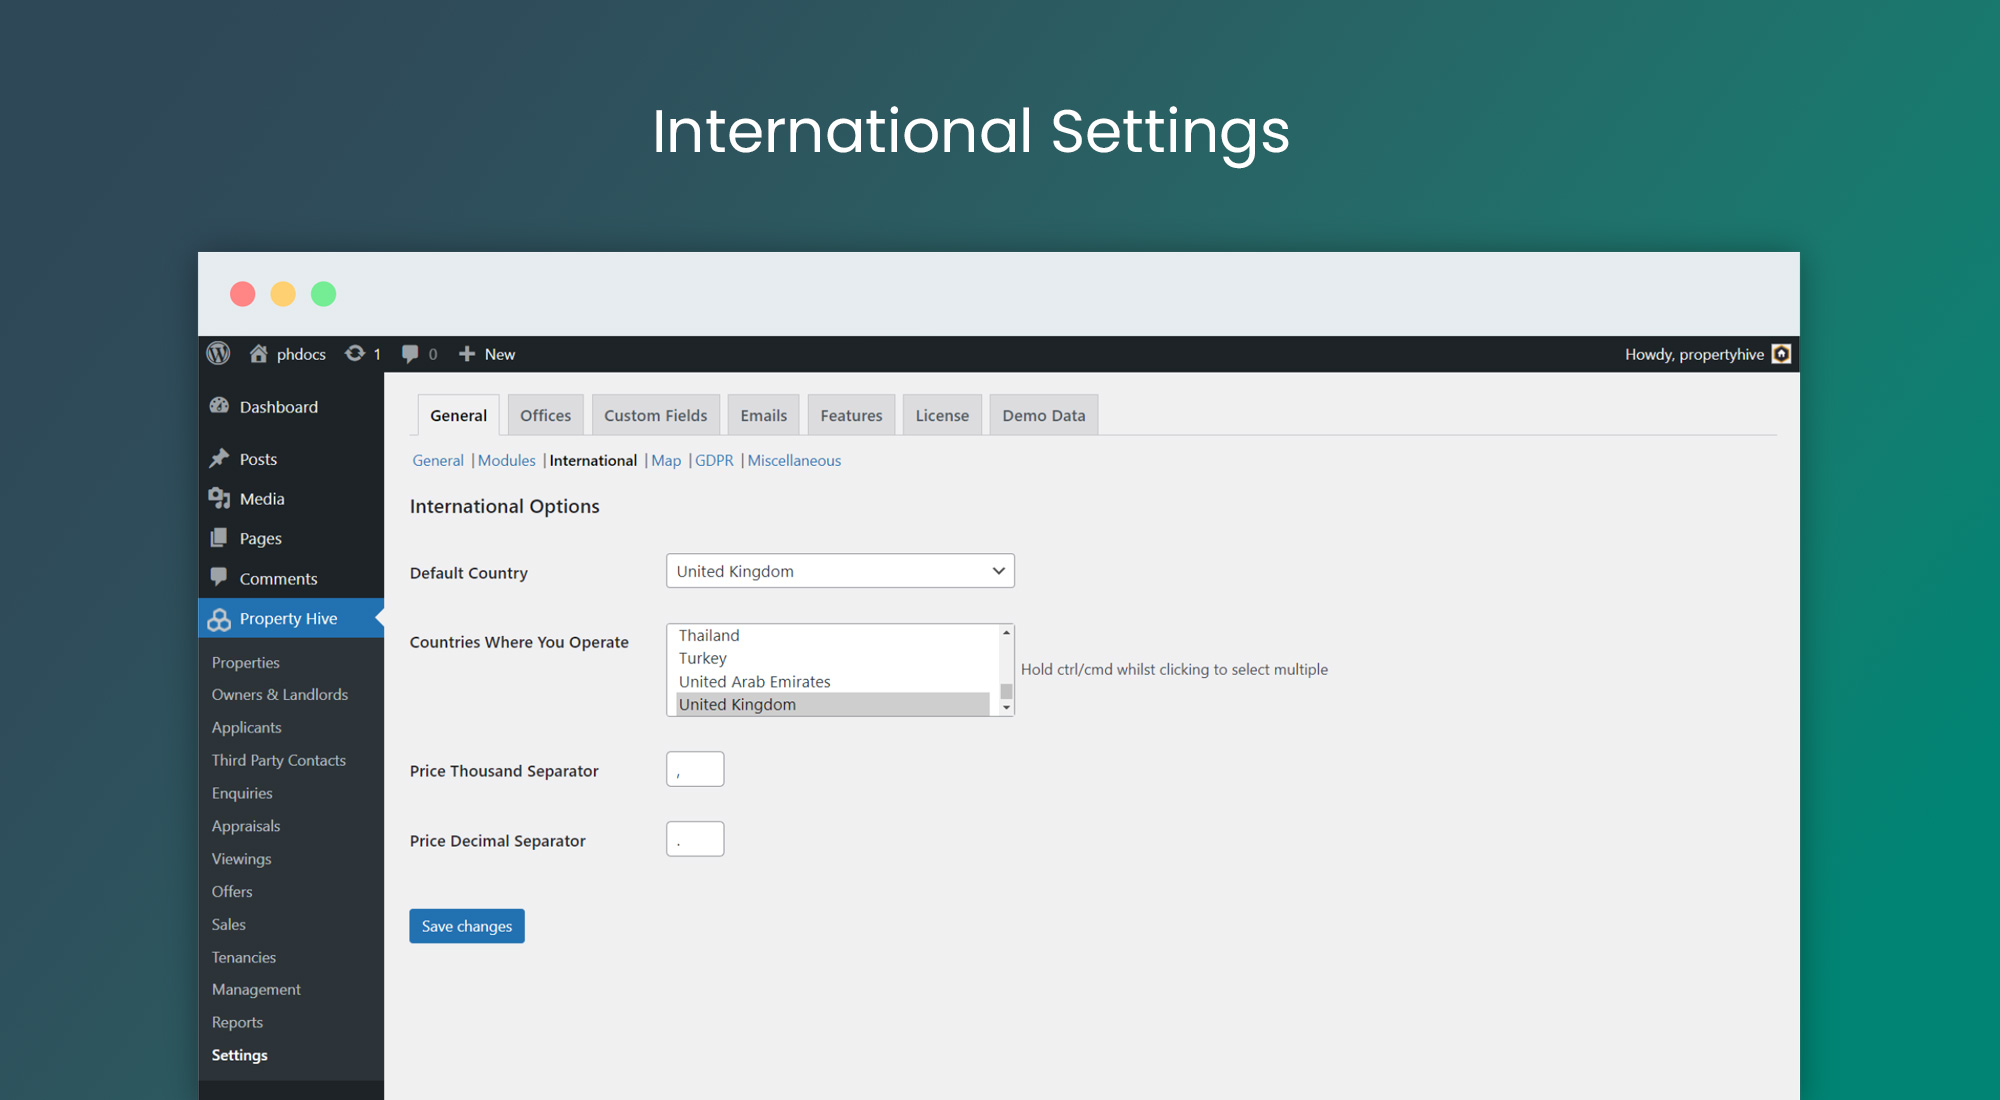 International Settings
phdocs 1 0 New Howdy, propertyhive
Dashboard
Posts
Media
Pages
Comments
Property Hive
Properties
Owners & Landlords
Applicants
Third Party Contacts
Enquiries
Appraisals
Viewings
Offers
Sales
Tenancies
Management
Reports
Settings
General Offices Custom Fields Emails Features License Demo Data
General | Modules | International | Map | GDPR | Miscellaneous
International Options
Default Country United Kingdom
Countries Where You Operate
Thailand
Turkey
United Arab Emirates
United Kingdom
Hold ctrl/cmd whilst clicking to select multiple
Price Thousand Separator ,
Price Decimal Separator .
Save changes